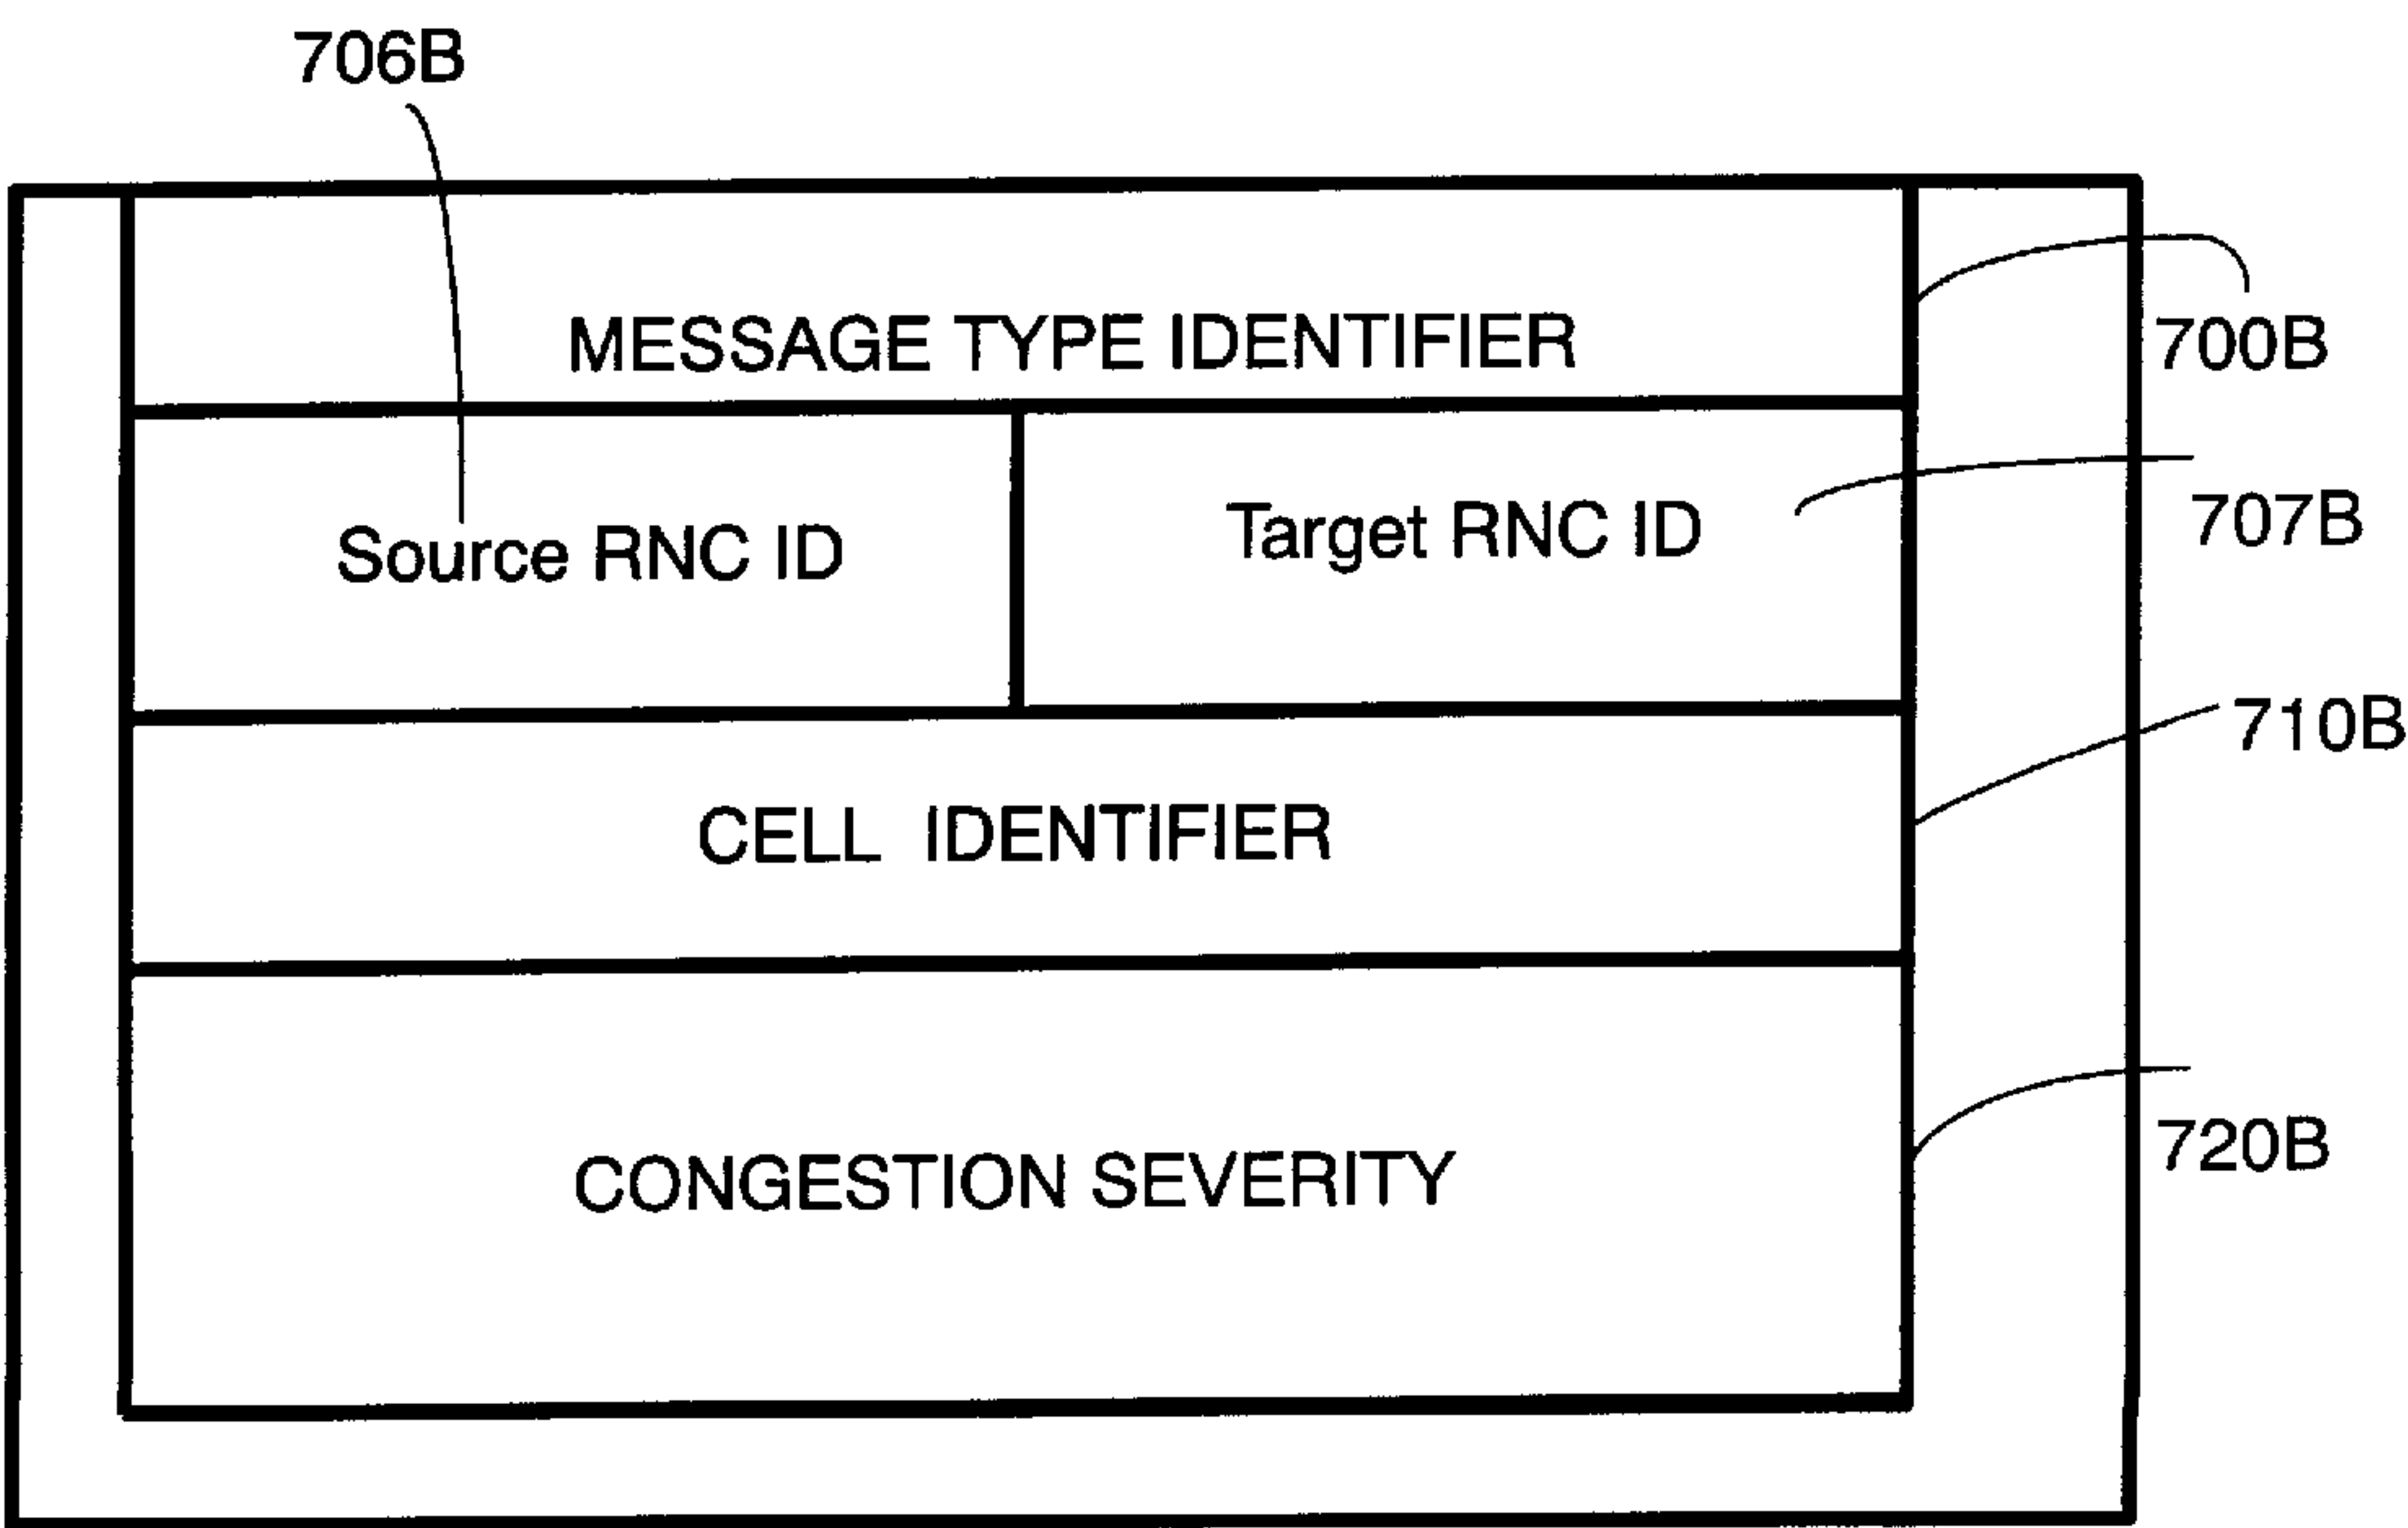 706B
MESSAGE TYPE IDENTIFIER
700B
Source RNC ID
Target RNC ID
707B
710B
CELL IDENTIFIER
720B
CONGESTION SEVERITY